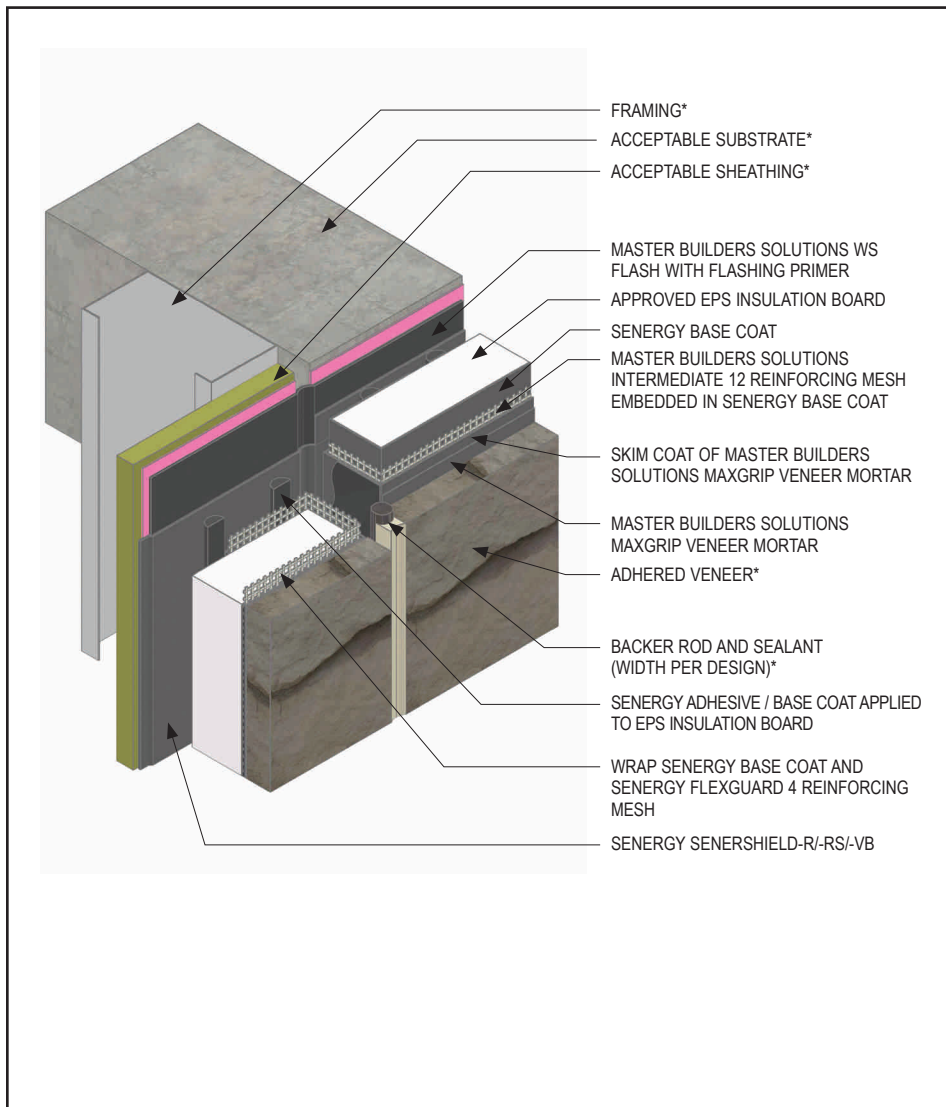 FRAMING*
ACCEPTABLE SUBSTRATE*
ACCEPTABLE SHEATHING*
MASTER BUILDERS SOLUTIONS WS
FLASH WITH FLASHING PRIMER
APPROVED EPS INSULATION BOARD
SENERGY BASE COAT
MASTER BUILDERS SOLUTIONS
INTERMEDIATE 12 REINFORCING MESH
EMBEDDED IN SENERGY BASE COAT
SKIM COAT OF MASTER BUILDERS
SOLUTIONS MAXGRIP VENEER MORTAR
MASTER BUILDERS SOLUTIONS
MAXGRIP VENEER MORTAR
ADHERED VENEER*
BACKER ROD AND SEALANT
(WIDTH PER DESIGN)*
SENERGY ADHESIVE / BASE COAT APPLIED
TO EPS INSULATION BOARD
WRAP SENERGY BASE COAT AND
SENERGY FLEXGUARD 4 REINFORCING
MESH
SENERGY SENERSHIELD-R/-RS/-VB